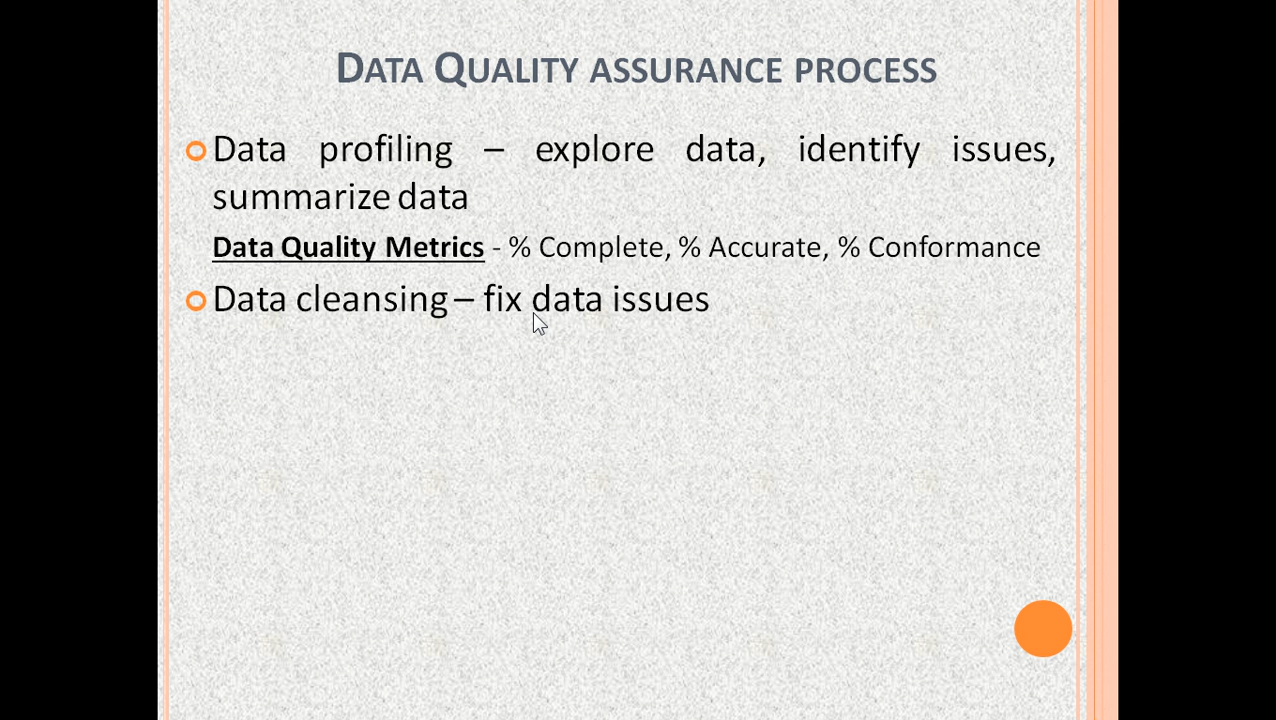 DATA QUALITY ASSURANCE PROCESS
Data profiling – explore data, identify issues,
summarize data
Data Quality Metrics - % Complete, % Accurate, % Conformance
Data cleansing – fix data issues